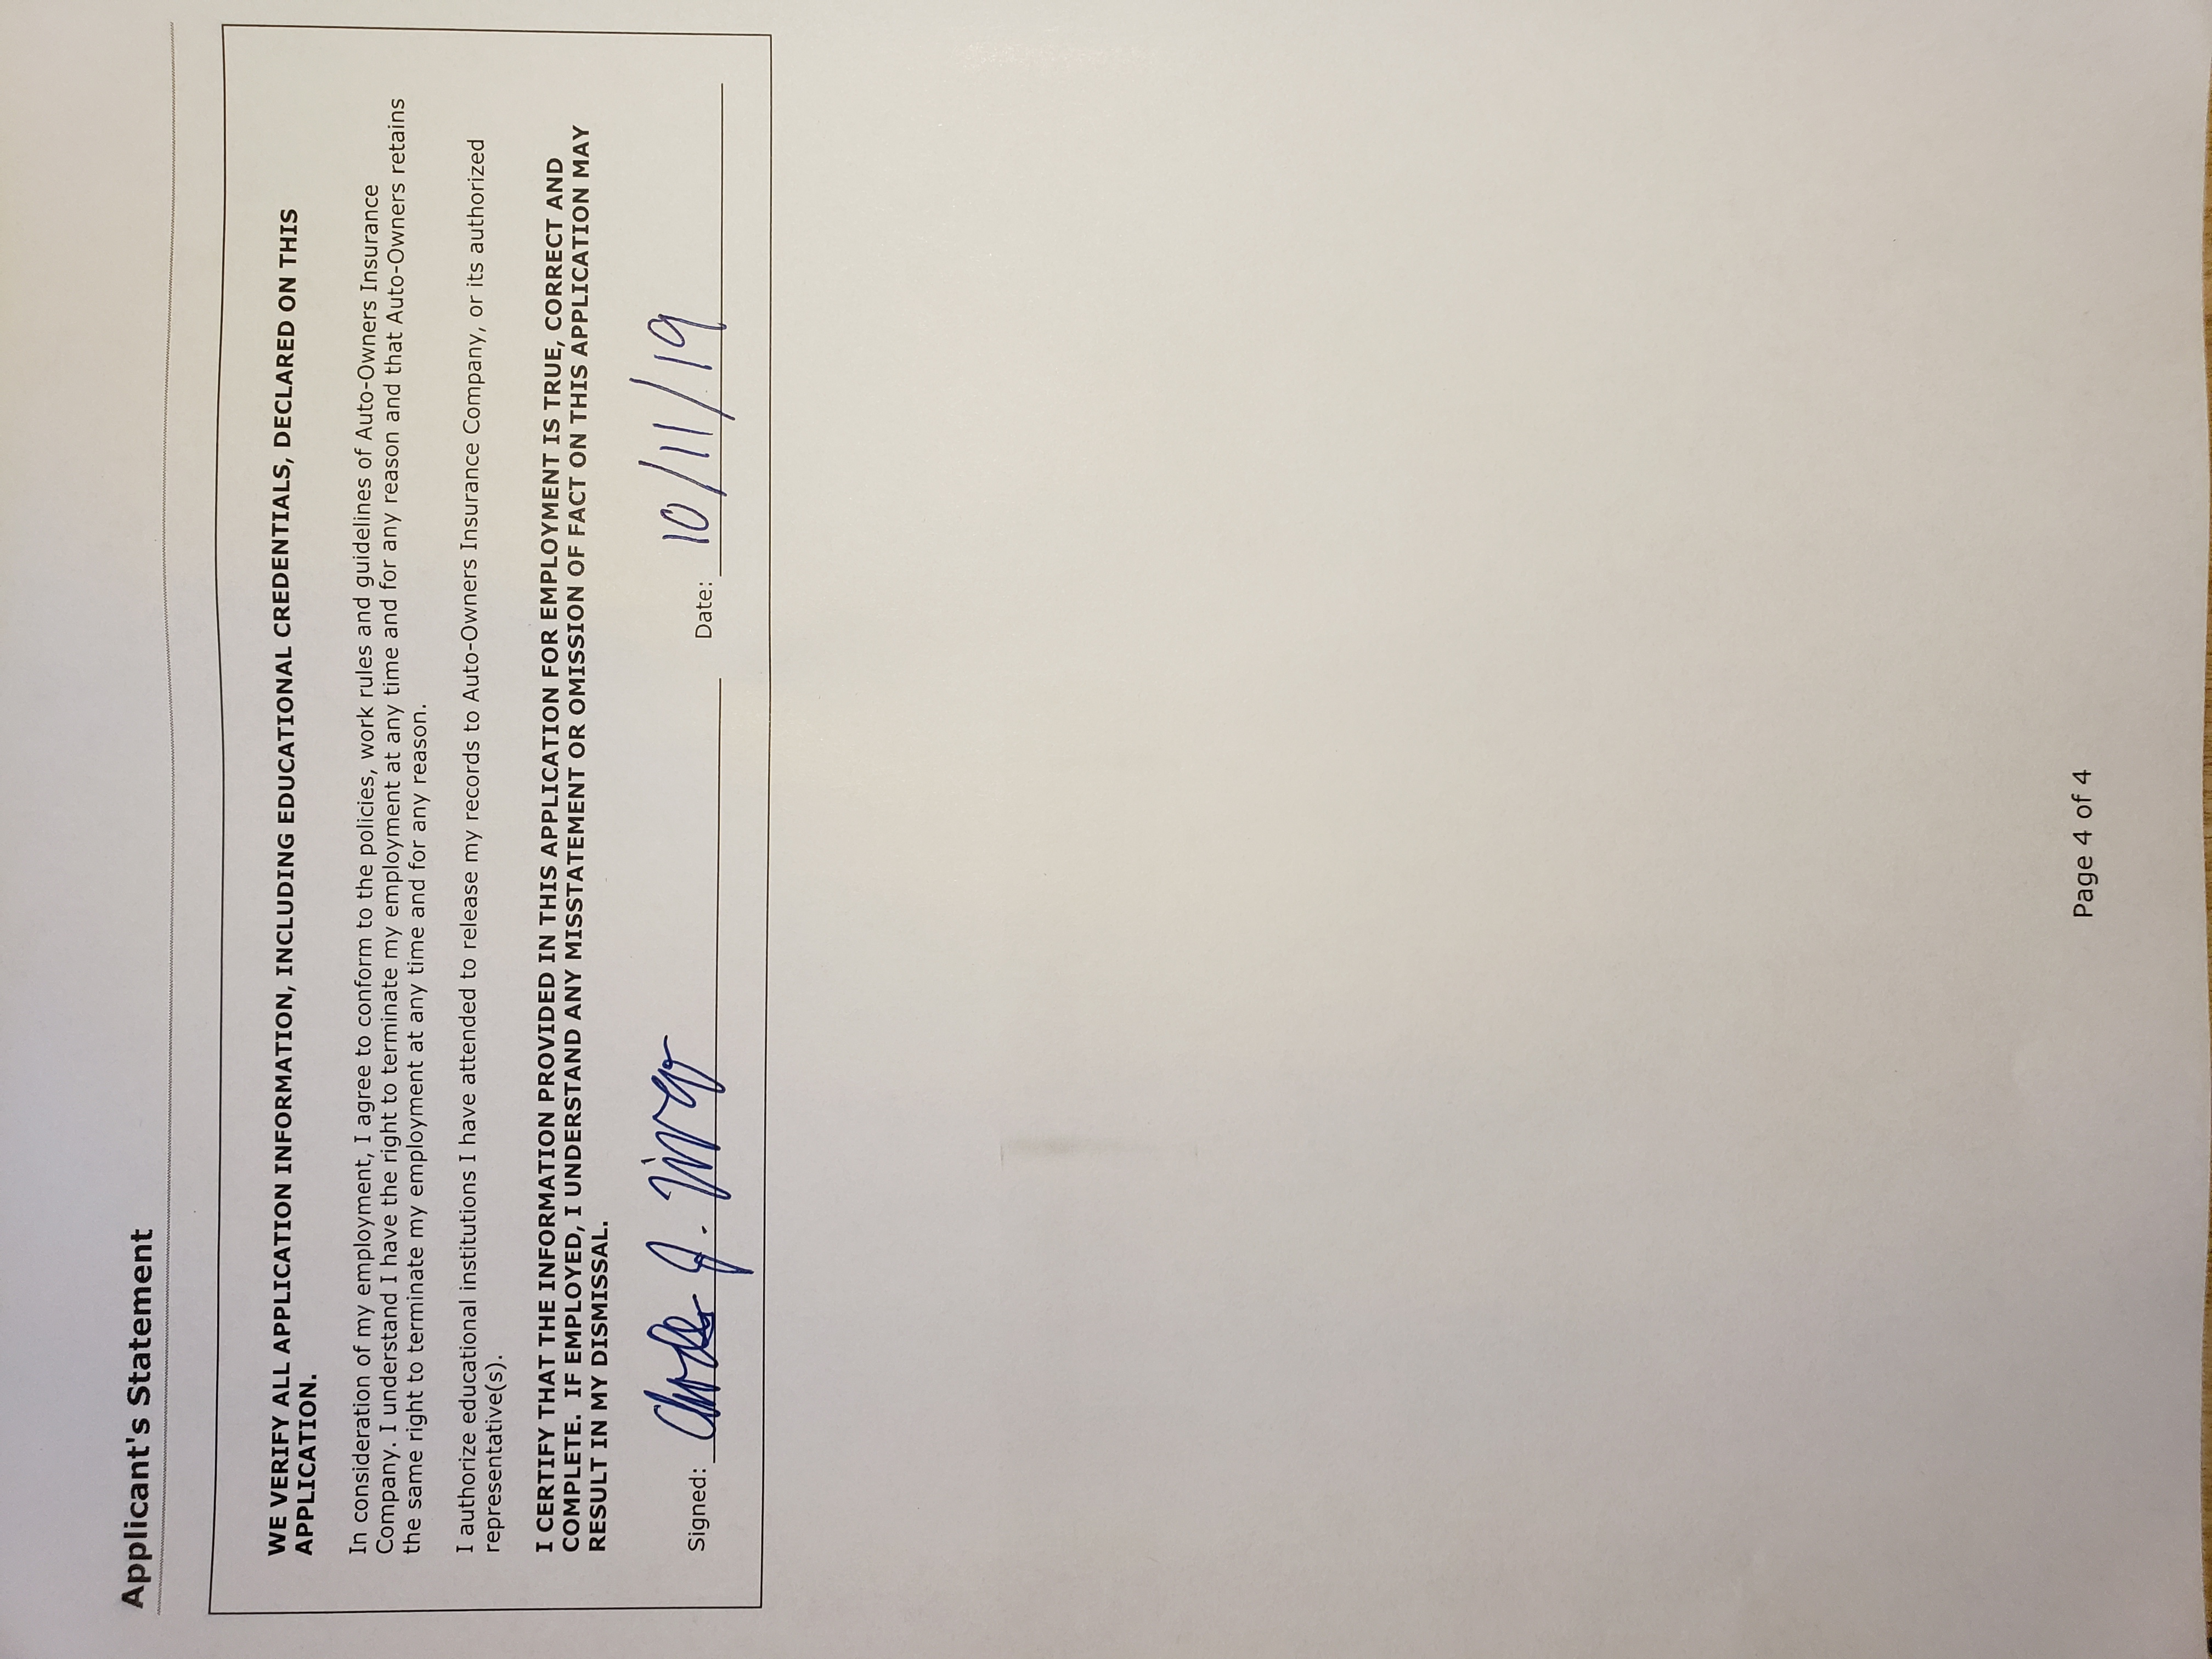 Applicant's Statement
WE VERIFY ALL APPLICATION INFORMATION, INCLUDING EDUCATIONAL CREDENTIALS, DECLARED ON THIS
APPLICATION.
In consideration of my employment, I agree to conform to the policies, work rules and guidelines of Auto-Owners Insurance
Company. I understand I have the right to terminate my employment at any time and for any reason and that Auto-Owners retains
the same right to terminate my employment at any time and for any reason.
I authorize educational institutions I have attended to release my records to Auto-Owners Insurance Company, or its authorized
representative(s).
I CERTIFY THAT THE INFORMATION PROVIDED IN THIS APPLICATION FOR EMPLOYMENT IS TRUE, CORRECT AND
COMPLETE.  IF EMPLOYED, I UNDERSTAND ANY MISSTATEMENT OR OMISSION OF FACT ON THIS APPLICATION MAY
RESULT IN MY DISMISSAL.
Signed: J. Date: 10/11/19
Page 4 of 4